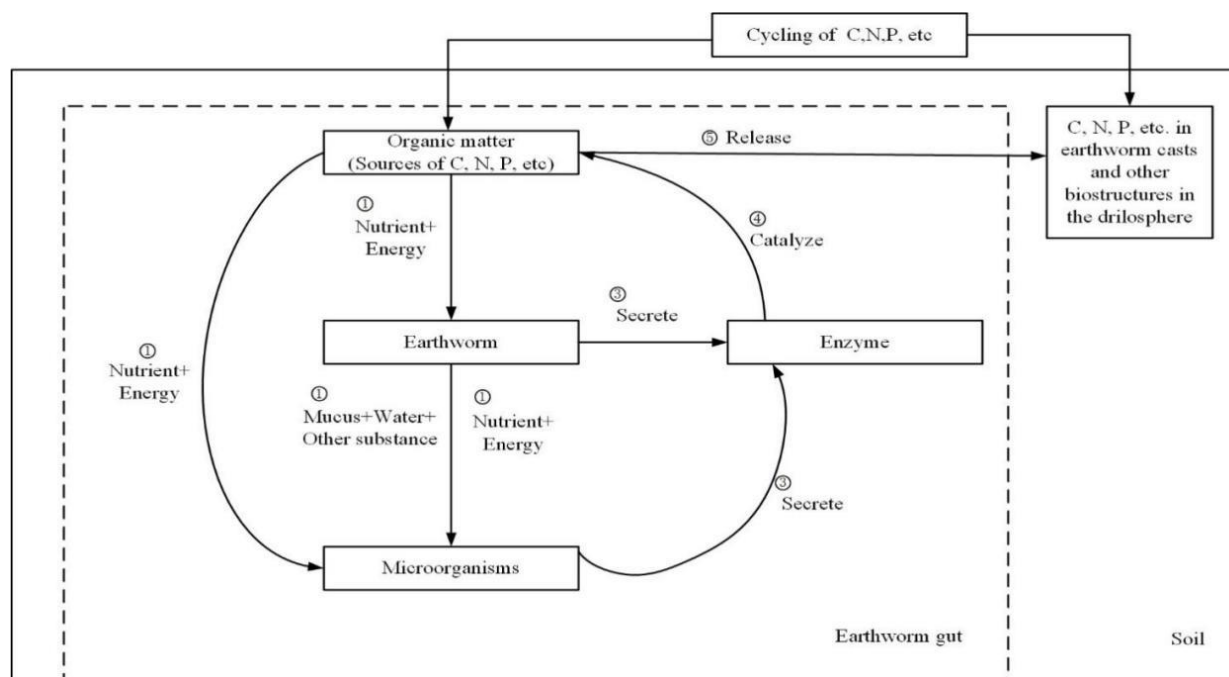 Cycling of C,N,P, etc
Organic matter
(Sources of C, N, P, etc)
⑤ Release
C, N, P, etc. in
earthworm casts
and other
biostructures in
the drilosphere
①
Nutrient+
Energy
④
Catalyze
③
Secrete
Earthworm
Enzyme
①
Nutrient+
Energy
①
Mucus+Water+
Other substance
①
Nutrient+
Energy
③
Secrete
Microorganisms
Earthworm gut
Soil